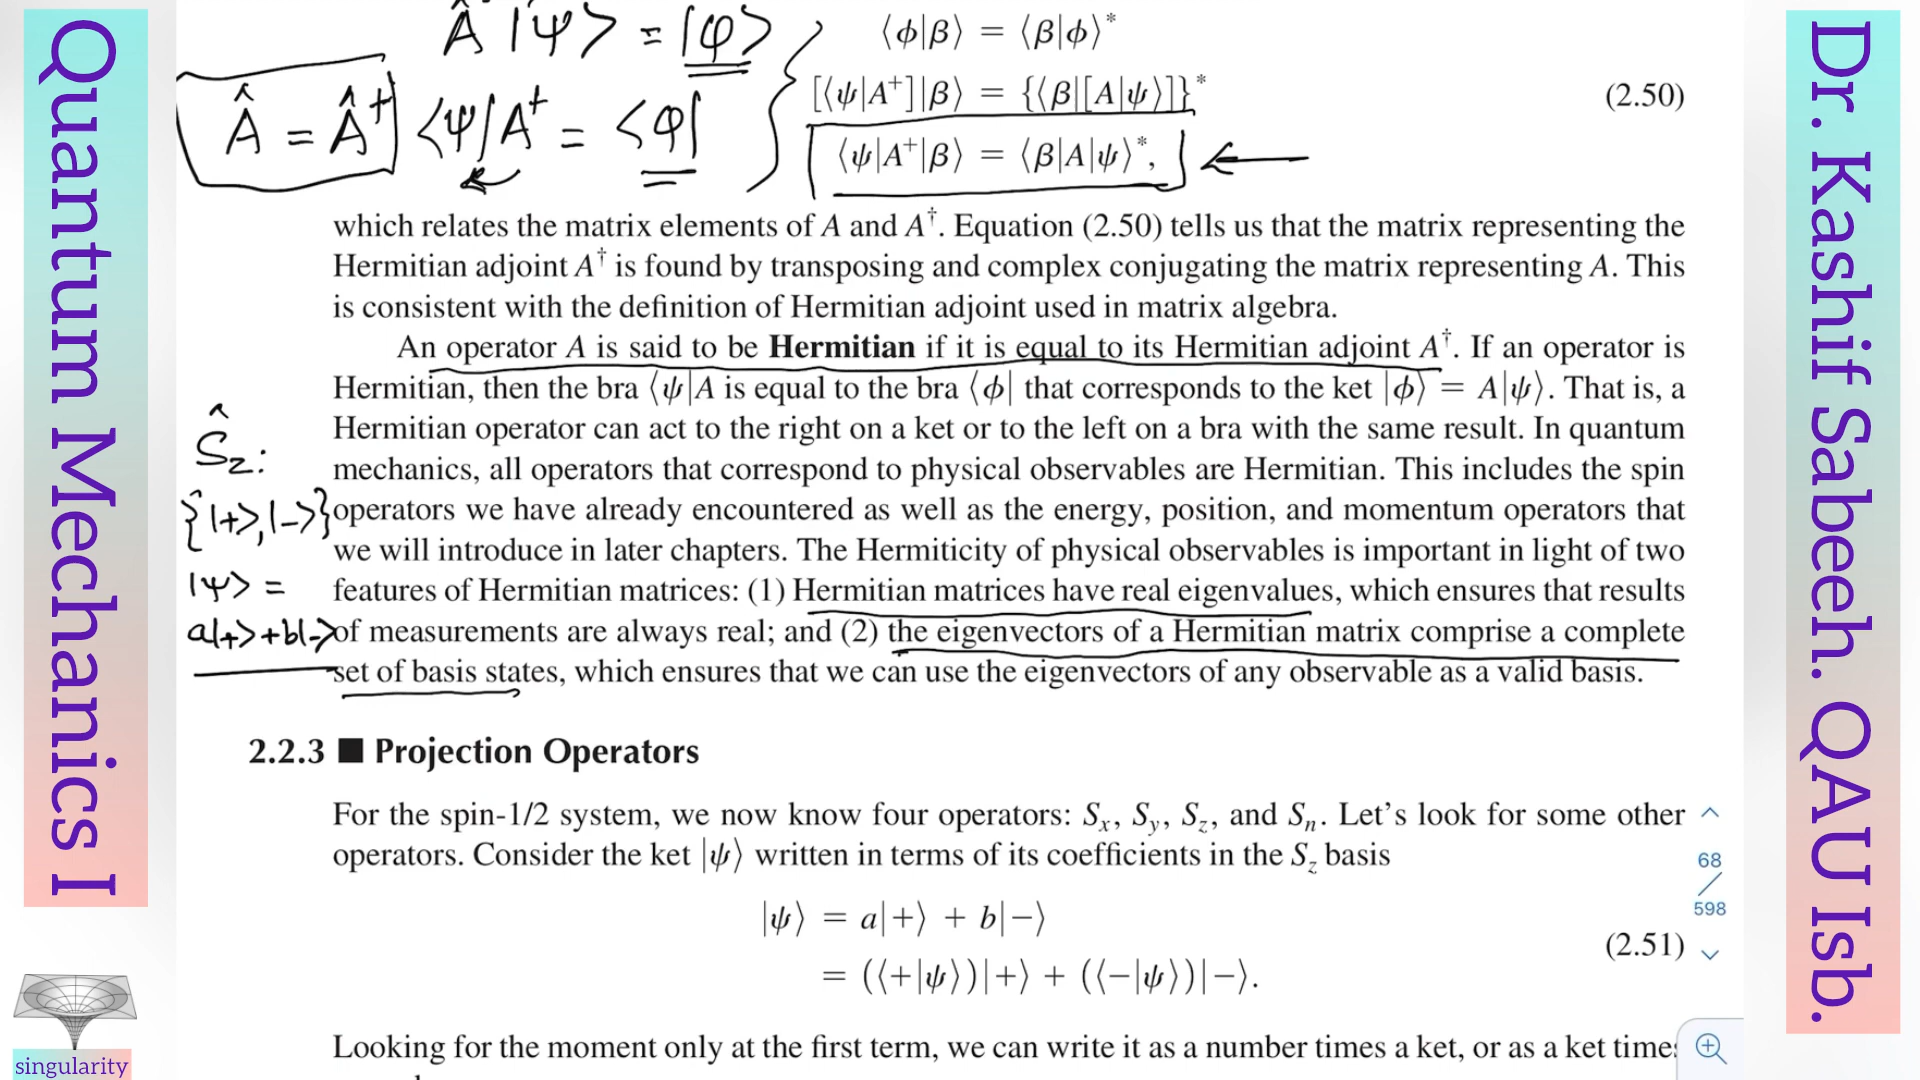 Quantum Mechanics I
singularity
Â |ψ> = |φ>
Â = Â† <ψ|A† = <φ|
⟨ϕ|β⟩ = ⟨β|ϕ⟩*
[⟨ψ|A†]|β⟩ = {⟨β|[A|ψ⟩]}* (2.50)
⟨ψ|A†|β⟩ = ⟨β|A|ψ⟩*,
which relates the matrix elements of A and A†. Equation (2.50) tells us that the matrix representing the
Hermitian adjoint A† is found by transposing and complex conjugating the matrix representing A. This
is consistent with the definition of Hermitian adjoint used in matrix algebra.
An operator A is said to be Hermitian if it is equal to its Hermitian adjoint A†. If an operator is
Hermitian, then the bra ⟨ψ|A is equal to the bra ⟨ϕ| that corresponds to the ket |ϕ⟩ = A|ψ⟩. That is, a
Hermitian operator can act to the right on a ket or to the left on a bra with the same result. In quantum
mechanics, all operators that correspond to physical observables are Hermitian. This includes the spin
operators we have already encountered as well as the energy, position, and momentum operators that
we will introduce in later chapters. The Hermiticity of physical observables is important in light of two
features of Hermitian matrices: (1) Hermitian matrices have real eigenvalues, which ensures that results
of measurements are always real; and (2) the eigenvectors of a Hermitian matrix comprise a complete
set of basis states, which ensures that we can use the eigenvectors of any observable as a valid basis.
Ŝz:
{|+>,|->}
|ψ> =
a|+>+b|->
2.2.3 ■ Projection Operators
For the spin-1/2 system, we now know four operators: Sx, Sy, Sz, and Sn. Let's look for some other
operators. Consider the ket |ψ⟩ written in terms of its coefficients in the Sz basis
|ψ⟩ = a|+⟩ + b|−⟩
= (⟨+|ψ⟩)|+⟩ + (⟨−|ψ⟩)|−⟩. (2.51)
Looking for the moment only at the first term, we can write it as a number times a ket, or as a ket times
68
598
Dr. Kashif Sabeeh. QAU Isb.